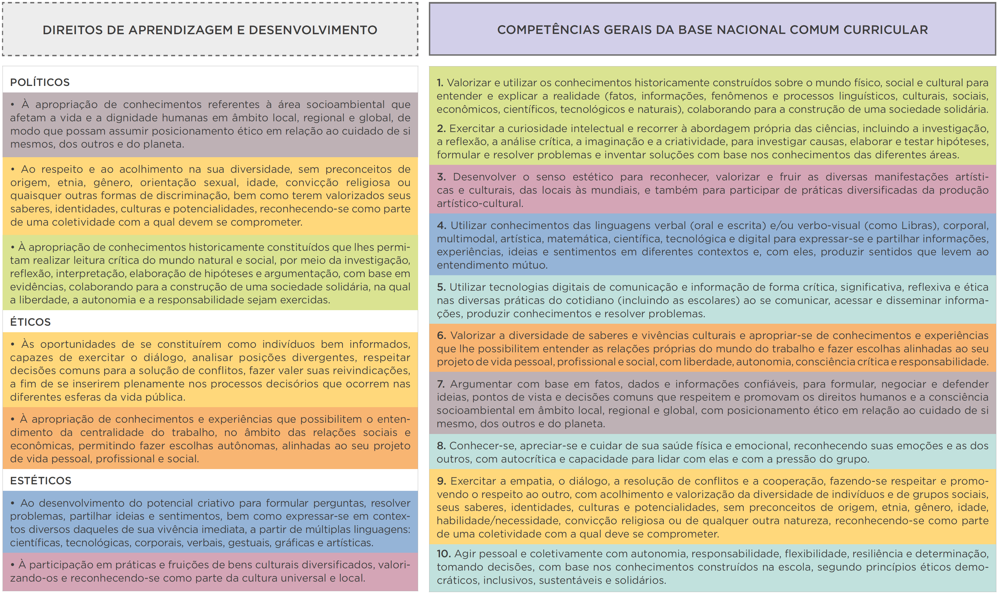 DIREITOS DE APRENDIZAGEM E DESENVOLVIMENTO
POLÍTICOS
• À apropriação de conhecimentos referentes à área socioambiental que
afetam a vida e a dignidade humanas em âmbito local, regional e global, de
modo que possam assumir posicionamento ético em relação ao cuidado de si
mesmos, dos outros e do planeta.
• Ao respeito e ao acolhimento na sua diversidade, sem preconceitos de
origem, etnia, gênero, orientação sexual, idade, convicção religiosa ou
quaisquer outras formas de discriminação, bem como terem valorizados seus
saberes, identidades, culturas e potencialidades, reconhecendo-se como parte
de uma coletividade com a qual devem se comprometer.
• À apropriação de conhecimentos historicamente constituídos que lhes permi-
tam realizar leitura crítica do mundo natural e social, por meio da investigação,
reflexão, interpretação, elaboração de hipóteses e argumentação, com base em
evidências, colaborando para a construção de uma sociedade solidária, na qual
a liberdade, a autonomia e a responsabilidade sejam exercidas.
ÉTICOS
• Às oportunidades de se constituírem como indivíduos bem informados,
capazes de exercitar o diálogo, analisar posições divergentes, respeitar
decisões comuns para a solução de conflitos, fazer valer suas reivindicações,
a fim de se inserirem plenamente nos processos decisórios que ocorrem nas
diferentes esferas da vida pública.
• À apropriação de conhecimentos e experiências que possibilitem o enten-
dimento da centralidade do trabalho, no âmbito das relações sociais e
econômicas, permitindo fazer escolhas autônomas, alinhadas ao seu projeto
de vida pessoal, profissional e social.
ESTÉTICOS
• Ao desenvolvimento do potencial criativo para formular perguntas, resolver
problemas, partilhar ideias e sentimentos, bem como expressar-se em contex-
tos diversos daqueles de sua vivência imediata, a partir de múltiplas linguagens:
científicas, tecnológicas, corporais, verbais, gestuais, gráficas e artísticas.
• À participação em práticas e fruições de bens culturais diversificados, valori-
zando-os e reconhecendo-se como parte da cultura universal e local.
COMPETÊNCIAS GERAIS DA BASE NACIONAL COMUM CURRICULAR
1. Valorizar e utilizar os conhecimentos historicamente construídos sobre o mundo físico, social e cultural para
entender e explicar a realidade (fatos, informações, fenômenos e processos linguísticos, culturais, sociais,
econômicos, científicos, tecnológicos e naturais), colaborando para a construção de uma sociedade solidária.
2. Exercitar a curiosidade intelectual e recorrer à abordagem própria das ciências, incluindo a investigação,
a reflexão, a análise crítica, a imaginação e a criatividade, para investigar causas, elaborar e testar hipóteses,
formular e resolver problemas e inventar soluções com base nos conhecimentos das diferentes áreas.
3. Desenvolver o senso estético para reconhecer, valorizar e fruir as diversas manifestações artísti-
cas e culturais, das locais às mundiais, e também para participar de práticas diversificadas da produção
artístico-cultural.
4. Utilizar conhecimentos das linguagens verbal (oral e escrita) e/ou verbo-visual (como Libras), corporal,
multimodal, artística, matemática, científica, tecnológica e digital para expressar-se e partilhar informações,
experiências, ideias e sentimentos em diferentes contextos e, com eles, produzir sentidos que levem ao
entendimento mútuo.
5. Utilizar tecnologias digitais de comunicação e informação de forma crítica, significativa, reflexiva e ética
nas diversas práticas do cotidiano (incluindo as escolares) ao se comunicar, acessar e disseminar informa-
ções, produzir conhecimentos e resolver problemas.
6. Valorizar a diversidade de saberes e vivências culturais e apropriar-se de conhecimentos e experiências
que lhe possibilitem entender as relações próprias do mundo do trabalho e fazer escolhas alinhadas ao seu
projeto de vida pessoal, profissional e social, com liberdade, autonomia, consciência crítica e responsabilidade.
7. Argumentar com base em fatos, dados e informações confiáveis, para formular, negociar e defender
ideias, pontos de vista e decisões comuns que respeitem e promovam os direitos humanos e a consciência
socioambiental em âmbito local, regional e global, com posicionamento ético em relação ao cuidado de si
mesmo, dos outros e do planeta.
8. Conhecer-se, apreciar-se e cuidar de sua saúde física e emocional, reconhecendo suas emoções e as dos
outros, com autocrítica e capacidade para lidar com elas e com a pressão do grupo.
9. Exercitar a empatia, o diálogo, a resolução de conflitos e a cooperação, fazendo-se respeitar e promo-
vendo o respeito ao outro, com acolhimento e valorização da diversidade de indivíduos e de grupos sociais,
seus saberes, identidades, culturas e potencialidades, sem preconceitos de origem, etnia, gênero, idade,
habilidade/necessidade, convicção religiosa ou de qualquer outra natureza, reconhecendo-se como parte
de uma coletividade com a qual deve se comprometer.
10. Agir pessoal e coletivamente com autonomia, responsabilidade, flexibilidade, resiliência e determinação,
tomando decisões, com base nos conhecimentos construídos na escola, segundo princípios éticos demo-
cráticos, inclusivos, sustentáveis e solidários.